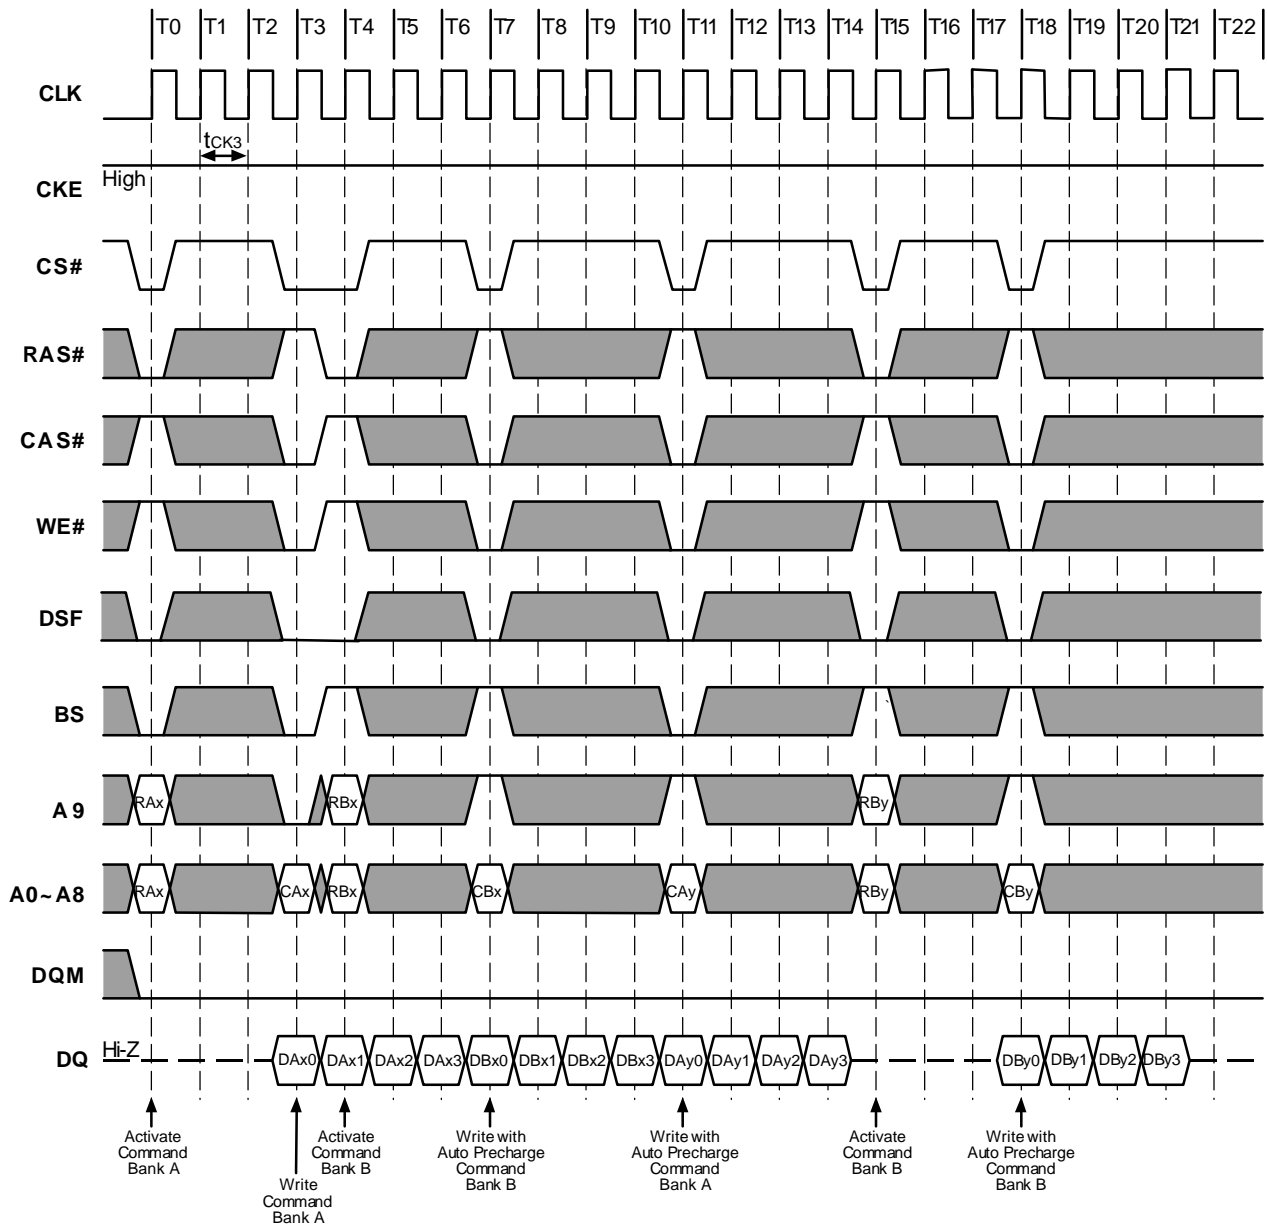 T0 T1 T2 T3 T4 T5 T6 T7 T8 T9 T10 T11 T12 T13 T14 T15 T16 T17 T18 T19 T20 T21 T22
CLK
tCK3
High
CKE
CS#
RAS#
CAS#
WE#
DSF
BS
A9 RAx RBx RBy
A0~A8 RAx CAx RBx CBx CAy RBy CBy
DQM
DQ Hi-Z DAx0 DAx1 DAx2 DAx3 DBx0 DBx1 DBx2 DBx3 DAy0 DAy1 DAy2 DAy3 DBy0 DBy1 DBy2 DBy3
Activate
Command
Bank A
Write
Command
Bank A
Activate
Command
Bank B
Write with
Auto Precharge
Command
Bank B
Write with
Auto Precharge
Command
Bank A
Activate
Command
Bank B
Write with
Auto Precharge
Command
Bank B